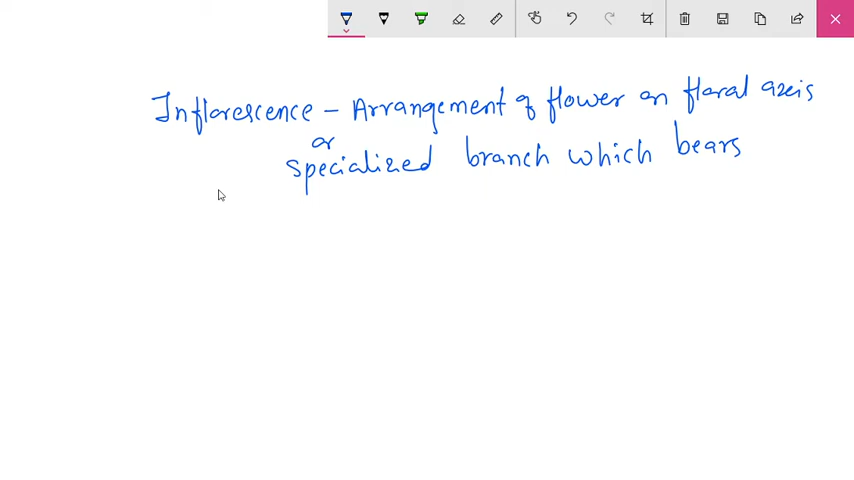 Inflorescence - Arrangement of flower on floral axis
or
specialized branch which bears